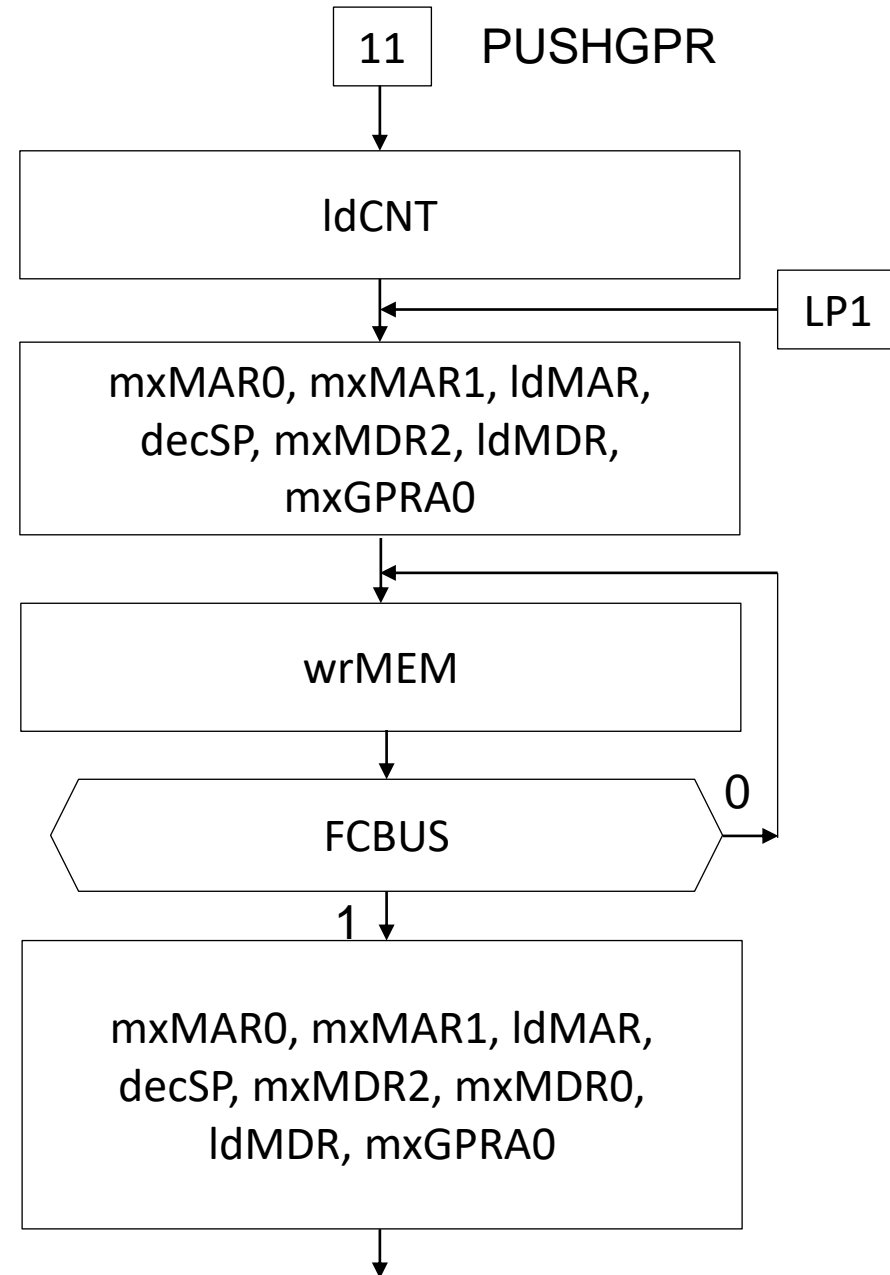 11 PUSHGPR
ldCNT
LP1
mxMAR0, mxMAR1, ldMAR,
decSP, mxMDR2, ldMDR,
mxGPRA0
wrMEM
0
FCBUS
1
mxMAR0, mxMAR1, ldMAR,
decSP, mxMDR2, mxMDR0,
ldMDR, mxGPRA0